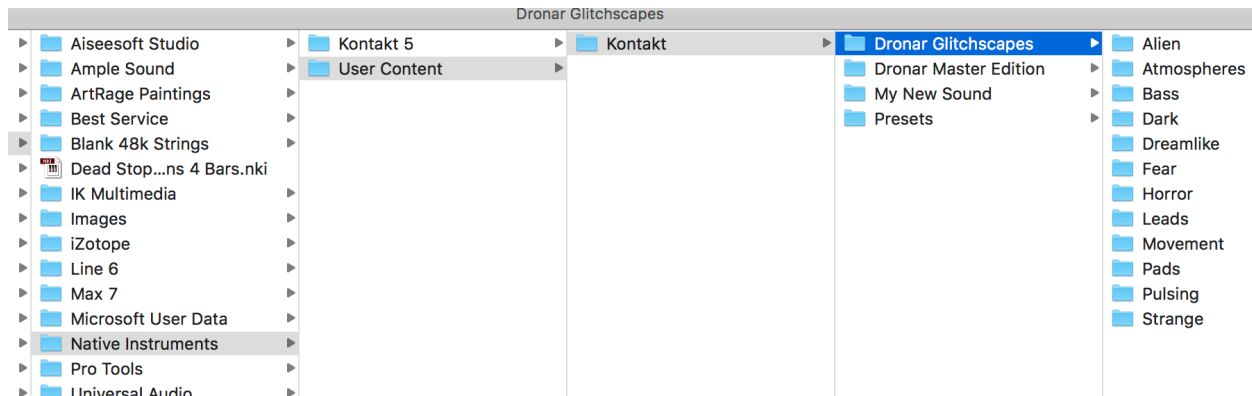 Dronar Glitchscapes
Aiseesoft Studio
Ample Sound
ArtRage Paintings
Best Service
Blank 48k Strings
Dead Stop...ns 4 Bars.nki
IK Multimedia
Images
iZotope
Line 6
Max 7
Microsoft User Data
Native Instruments
Pro Tools
Universal Audio
Kontakt 5
User Content
Kontakt
Dronar Glitchscapes
Dronar Master Edition
My New Sound
Presets
Alien
Atmospheres
Bass
Dark
Dreamlike
Fear
Horror
Leads
Movement
Pads
Pulsing
Strange